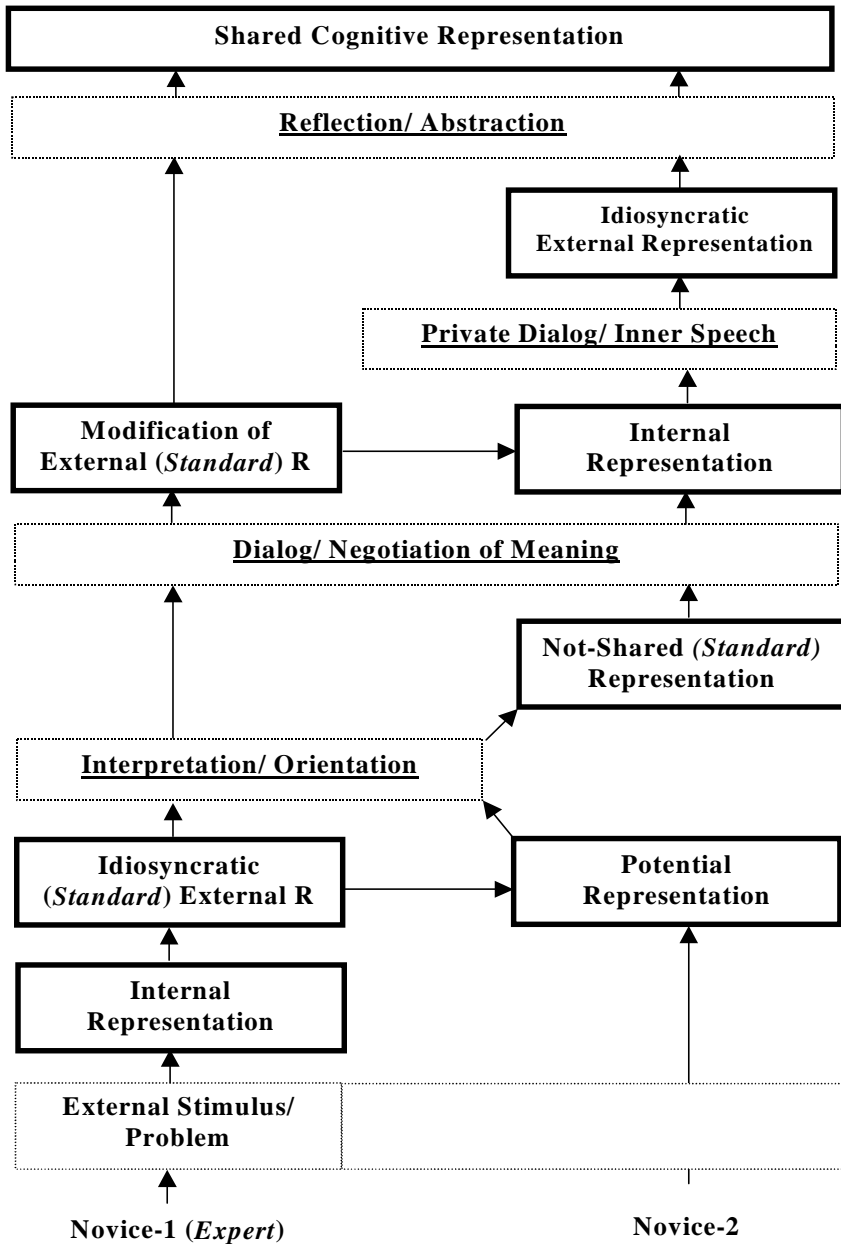 Shared Cognitive Representation
Reflection/ Abstraction
Idiosyncratic
External Representation
Private Dialog/ Inner Speech
Modification of
External (Standard) R
Internal
Representation
Dialog/ Negotiation of Meaning
Not-Shared (Standard)
Representation
Interpretation/ Orientation
Idiosyncratic
(Standard) External R
Potential
Representation
Internal
Representation
External Stimulus/
Problem
Novice-1 (Expert)
Novice-2